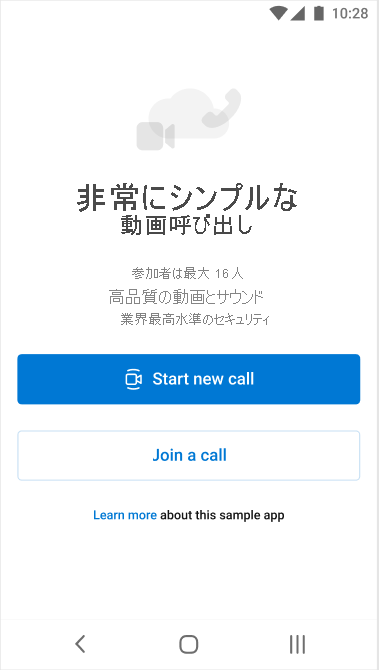 10:28
非常にシンプルな
動画呼び出し
参加者は最大 16 人
高品質の動画とサウンド
業界最高水準のセキュリティ
Start new call
Join a call
Learn more about this sample app